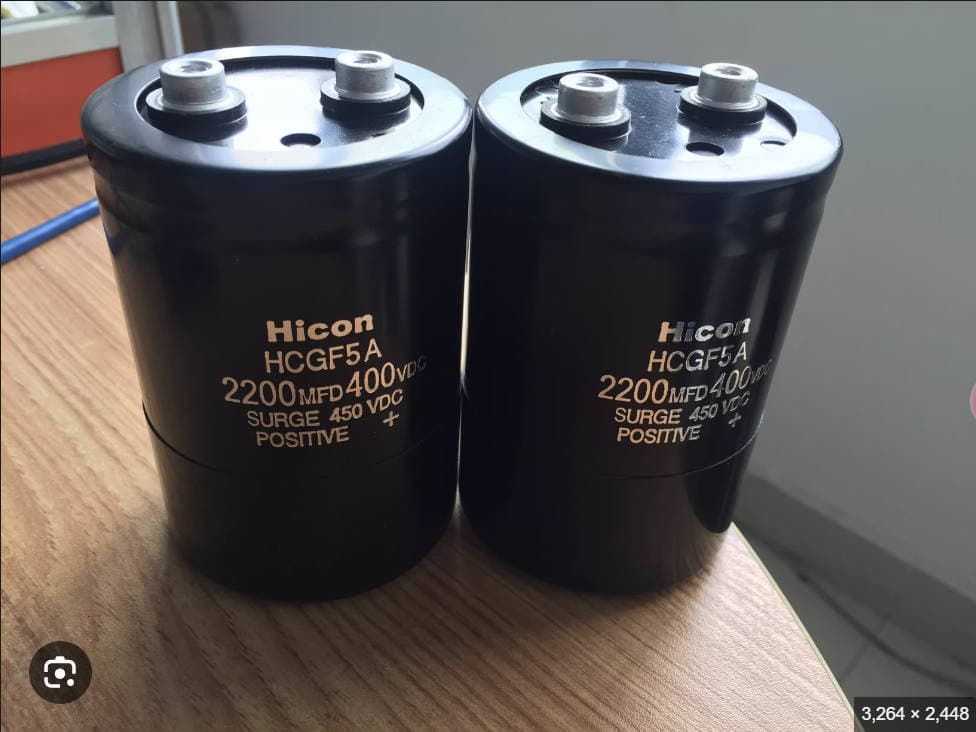 Hicon
HCGF5A
2200MFD400VDC
SURGE 450 VDC
POSITIVE +
Hicon
HCGF5A
2200MFD400VDC
SURGE 450 VDC
POSITIVE +
3,264 × 2,448